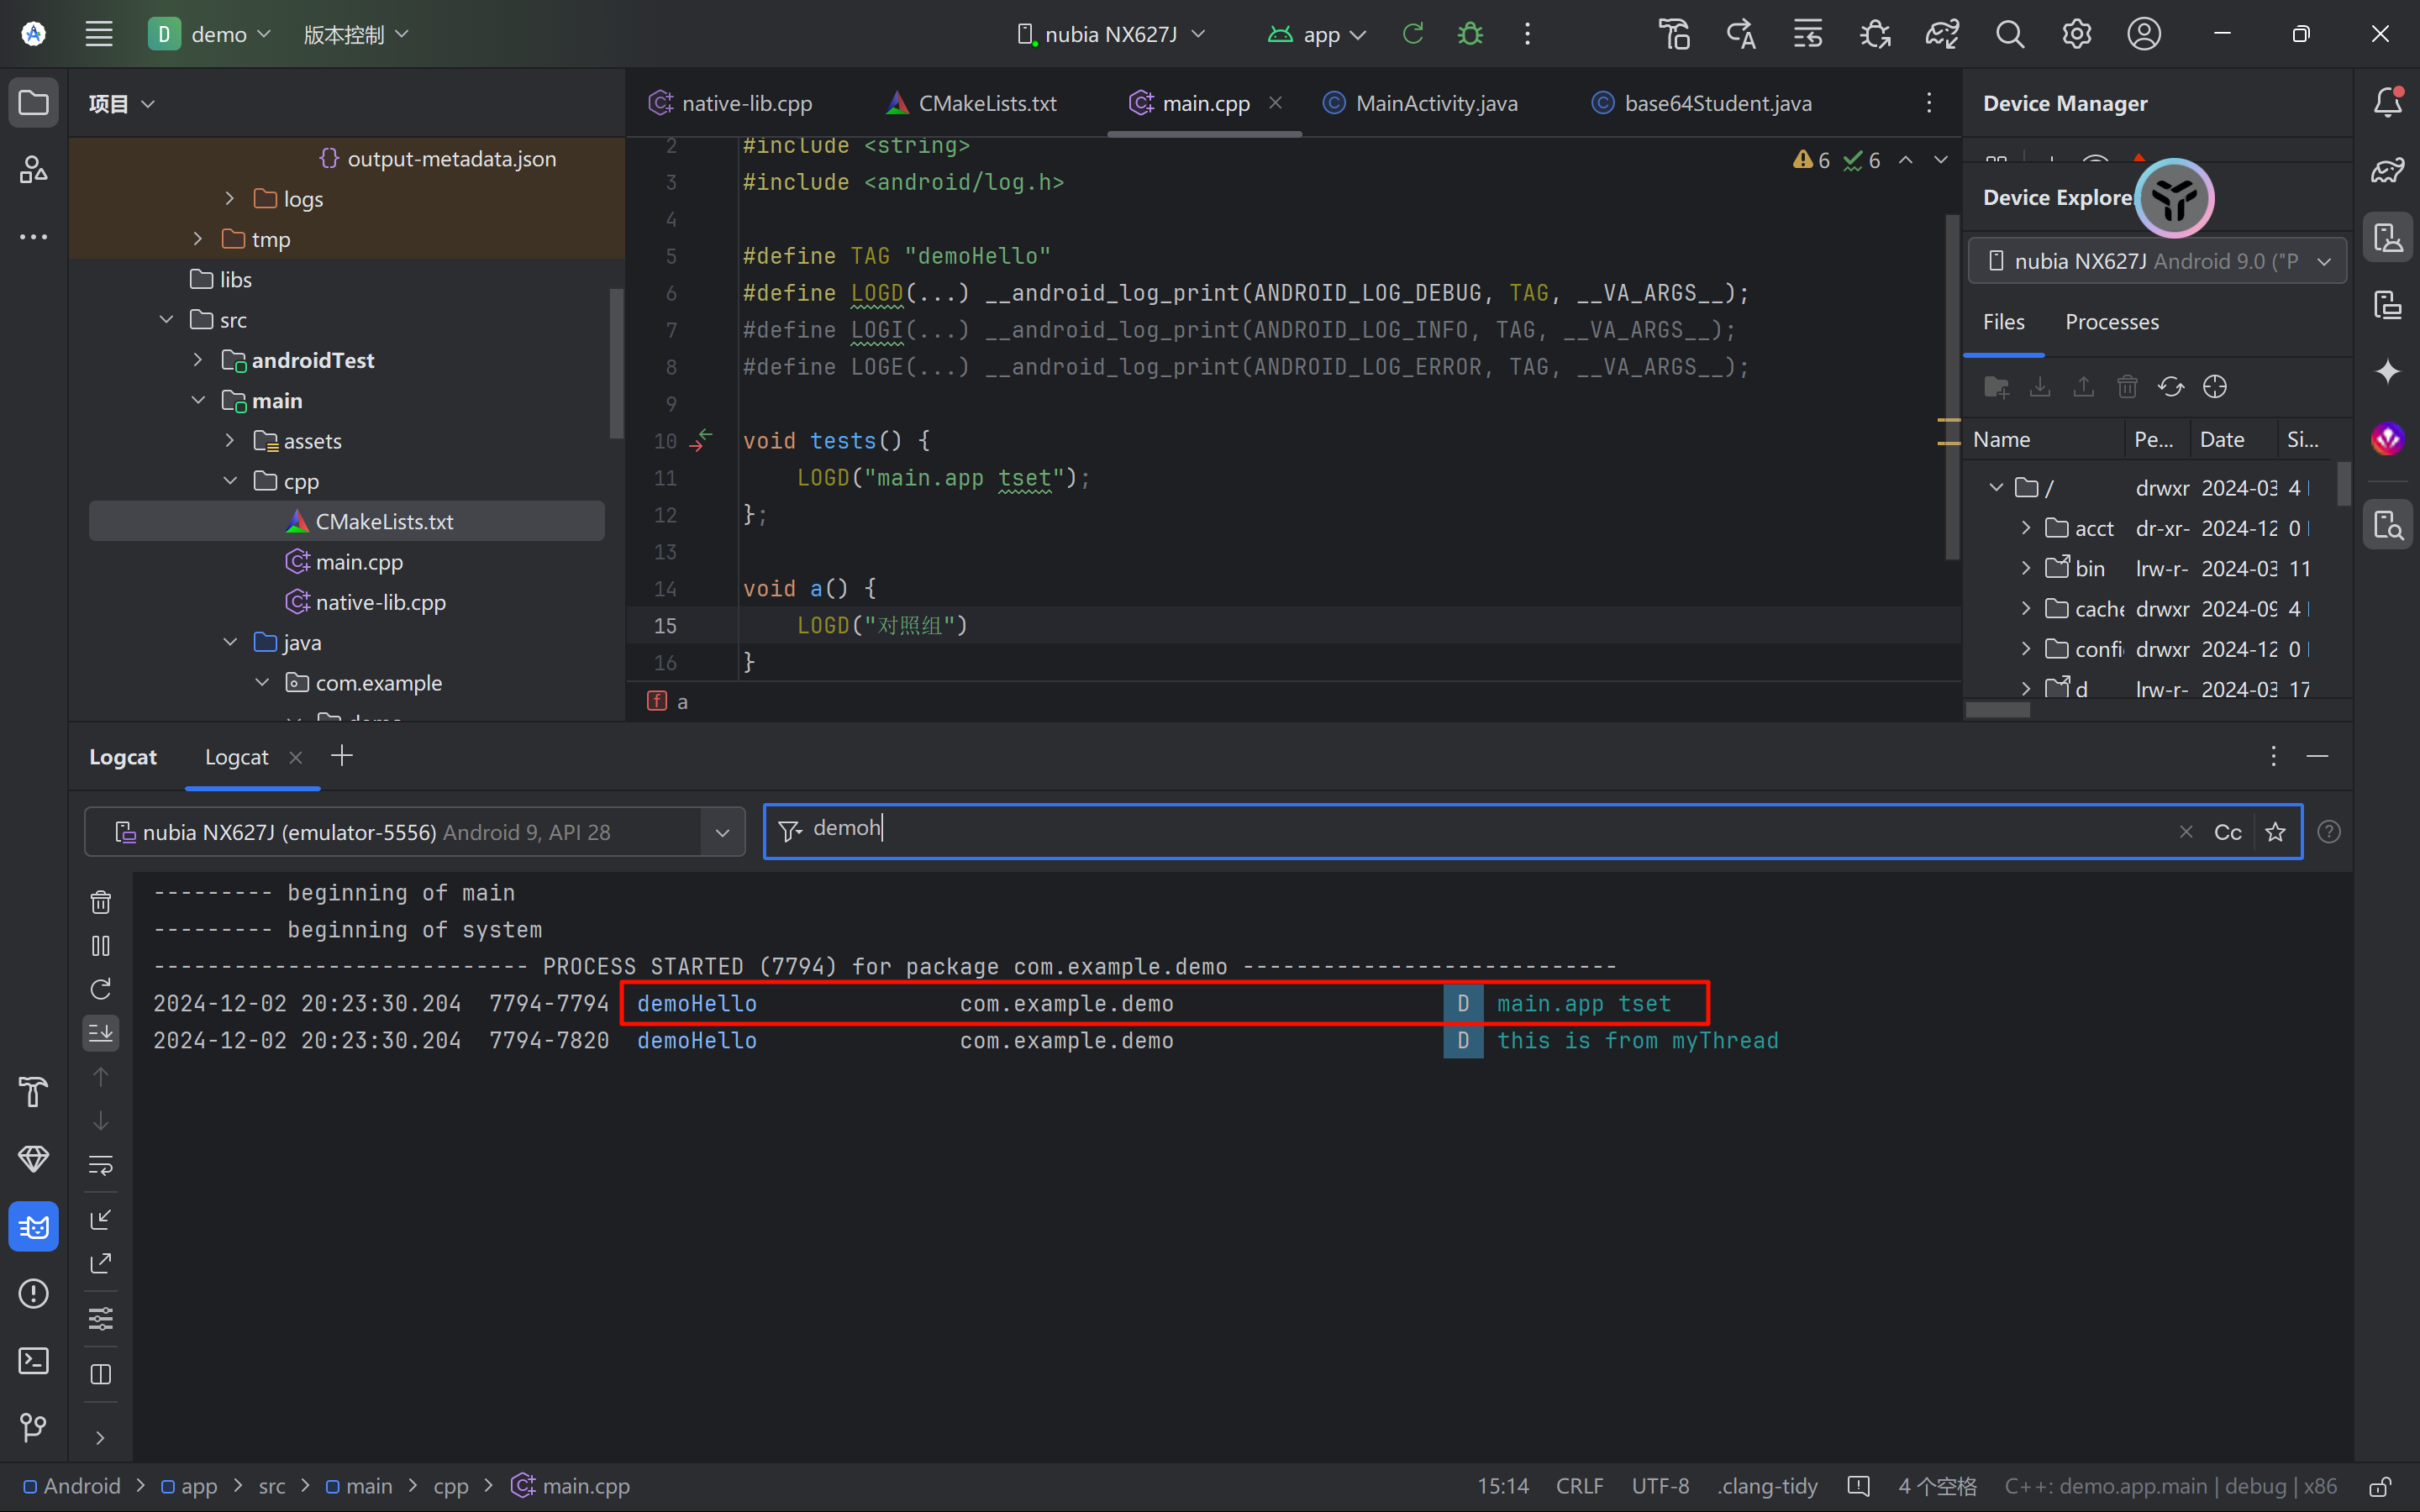 D demo 版本控制 nubia NX627J app
项目
native-lib.cpp CMakeLists.txt main.cpp MainActivity.java base64Student.java
Device Manager
output-metadata.json
logs
tmp
libs
src
androidTest
main
assets
cpp
CMakeLists.txt
main.cpp
native-lib.cpp
java
com.example
6 6
2 #include <string>
3 #include <android/log.h>
4
5 #define TAG "demoHello"
6 #define LOGD(...) __android_log_print(ANDROID_LOG_DEBUG, TAG, __VA_ARGS__);
7 #define LOGI(...) __android_log_print(ANDROID_LOG_INFO, TAG, __VA_ARGS__);
8 #define LOGE(...) __android_log_print(ANDROID_LOG_ERROR, TAG, __VA_ARGS__);
9
10 void tests() {
11 LOGD("main.app tset");
12 };
13
14 void a() {
15 LOGD("对照组")
16 }
f a
Device Explore
nubia NX627J Android 9.0 ("P
Files Processes
Name Pe... Date Si...
/ drwxr 2024-03 4
acct dr-xr- 2024-12 0
bin lrw-r- 2024-03 11
cache drwxr 2024-09 4
confi drwxr 2024-12 0
d lrw-r- 2024-03 17
Logcat Logcat
nubia NX627J (emulator-5556) Android 9, API 28
demoh Cc
--------- beginning of main
--------- beginning of system
---------------------------- PROCESS STARTED (7794) for package com.example.demo ----------------------------
2024-12-02 20:23:30.204 7794-7794 demoHello com.example.demo D main.app tset
2024-12-02 20:23:30.204 7794-7820 demoHello com.example.demo D this is from myThread
Android > app > src > main > cpp > main.cpp
15:14 CRLF UTF-8 .clang-tidy 4 个空格 C++: demo.app.main | debug | x86